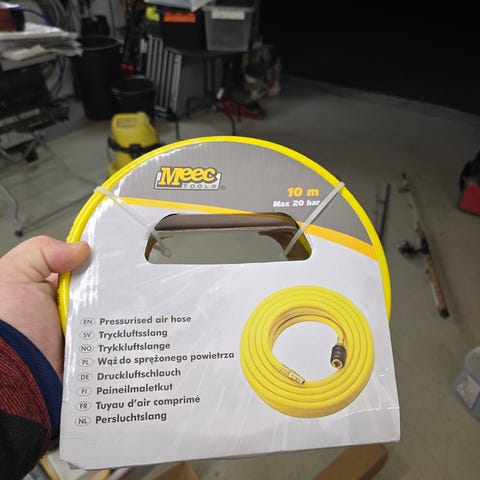 Meec
TOOLS
10 m
Max 20 bar
EN Pressurised air hose
SV Tryckluftsslang
NO Trykkluftslange
PL Wąż do sprężonego powietrza
DE Druckluftschlauch
FI Paineilmaletkut
FR Tuyau d'air comprimé
NL Persluchtslang